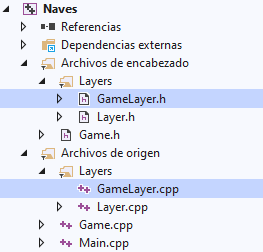 Naves
Referencias
Dependencias externas
Archivos de encabezado
Layers
GameLayer.h
Layer.h
Game.h
Archivos de origen
Layers
GameLayer.cpp
Layer.cpp
Game.cpp
Main.cpp